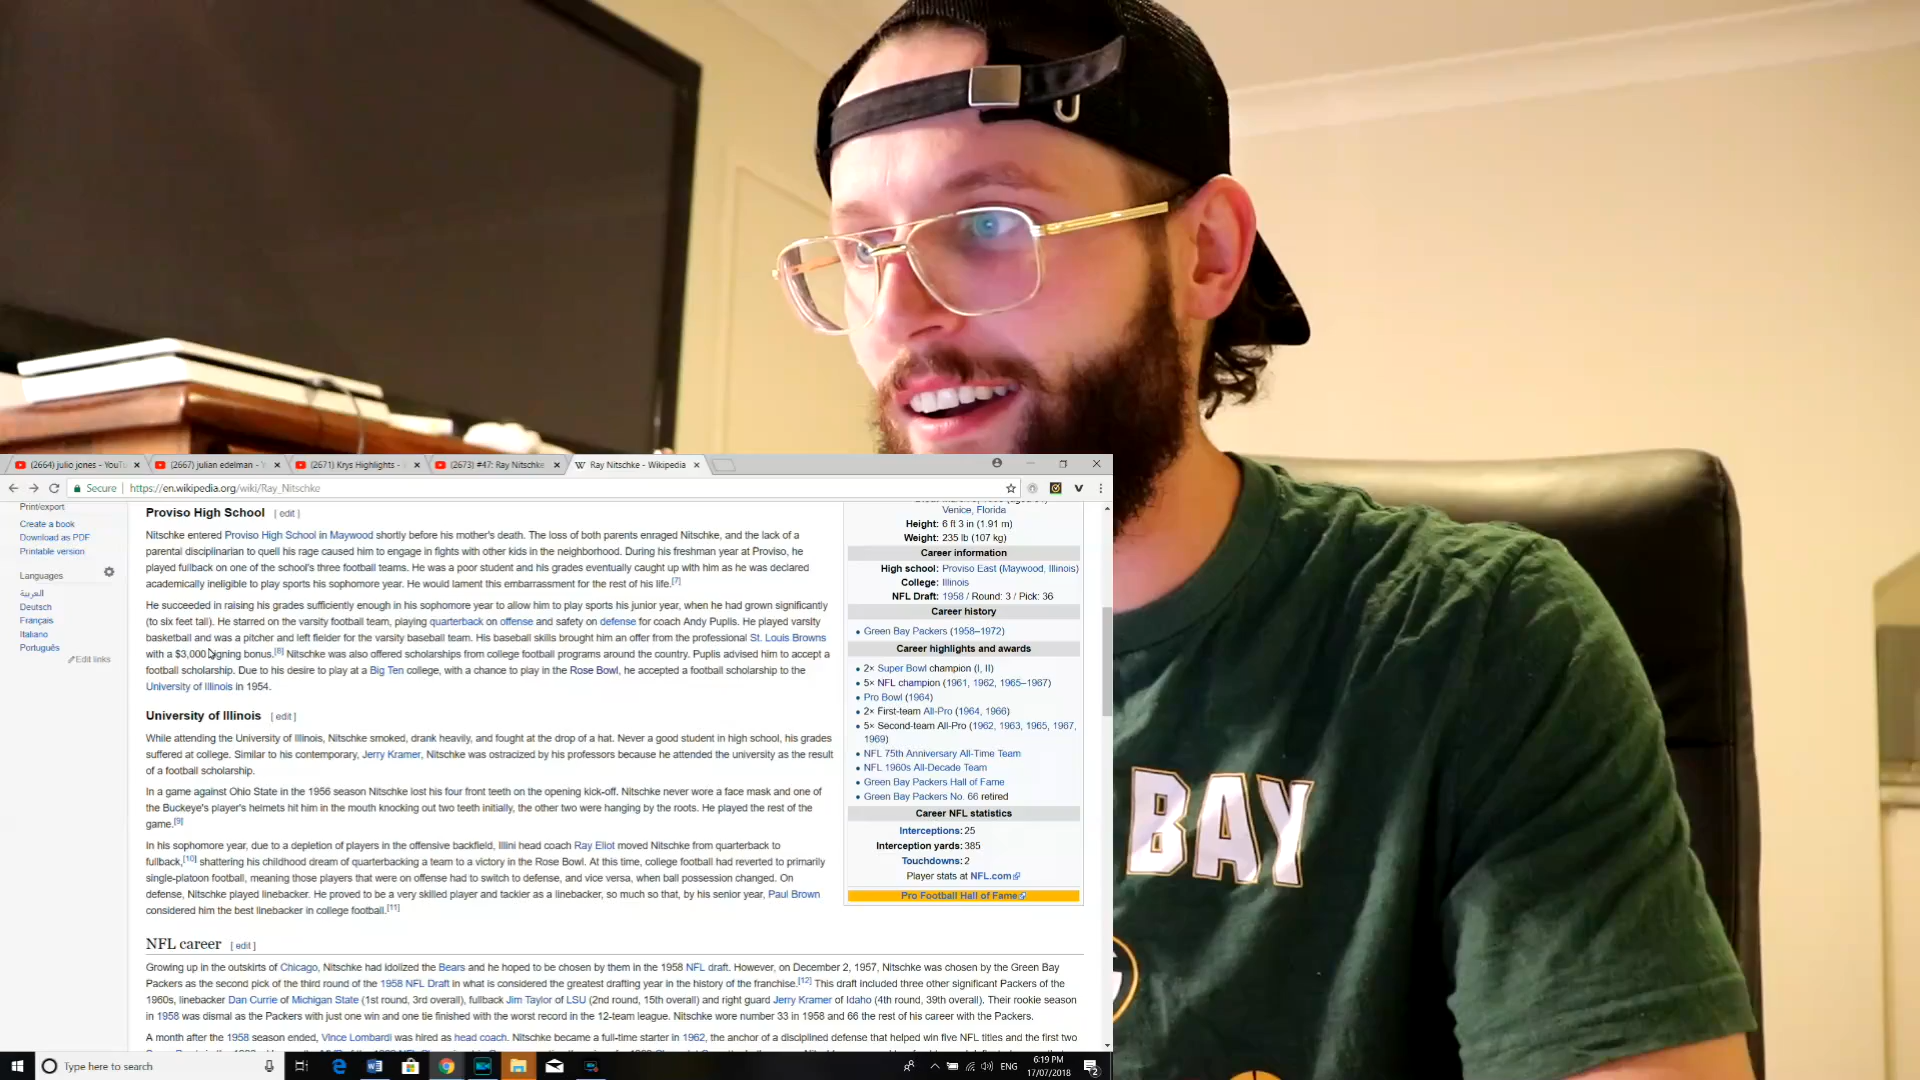 (2664) julio jones - YouTu
(2667) julian edelman - Y
(2671) Krys Highlights -
(2673) #47: Ray Nitschke
Ray Nitschke - Wikipedia
Secure
https://en.wikipedia.org/wiki/Ray_Nitschke
Print/export
Create a book
Download as PDF
Printable version
Languages
العربية
Deutsch
Français
Italiano
Português
Edit links
Proviso High School [ edit ]
Nitschke entered Proviso High School in Maywood shortly before his mother's death. The loss of both parents enraged Nitschke, and the lack of a
parental disciplinarian to quell his rage caused him to engage in fights with other kids in the neighborhood. During his freshman year at Proviso, he
played fullback on one of the school's three football teams. He was a poor student and his grades eventually caught up with him as he was declared
academically ineligible to play sports his sophomore year. He would lament this embarrassment for the rest of his life.[7]
He succeeded in raising his grades sufficiently enough in his sophomore year to allow him to play sports his junior year, when he had grown significantly
(to six feet tall). He starred on the varsity football team, playing quarterback on offense and safety on defense for coach Andy Puplis. He played varsity
basketball and was a pitcher and left fielder for the varsity baseball team. His baseball skills brought him an offer from the professional St. Louis Browns
with a $3,000 signing bonus.[8] Nitschke was also offered scholarships from college football programs around the country. Puplis advised him to accept a
football scholarship. Due to his desire to play at a Big Ten college, with a chance to play in the Rose Bowl, he accepted a football scholarship to the
University of Illinois in 1954.
University of Illinois [ edit ]
While attending the University of Illinois, Nitschke smoked, drank heavily, and fought at the drop of a hat. Never a good student in high school, his grades
suffered at college. Similar to his contemporary, Jerry Kramer, Nitschke was ostracized by his professors because he attended the university as the result
of a football scholarship.
In a game against Ohio State in the 1956 season Nitschke lost his four front teeth on the opening kick-off. Nitschke never wore a face mask and one of
the Buckeye's player's helmets hit him in the mouth knocking out two teeth initially, the other two were hanging by the roots. He played the rest of the
game.[9]
In his sophomore year, due to a depletion of players in the offensive backfield, Illini head coach Ray Eliot moved Nitschke from quarterback to
fullback,[10] shattering his childhood dream of quarterbacking a team to a victory in the Rose Bowl. At this time, college football had reverted to primarily
single-platoon football, meaning those players that were on offense had to switch to defense, and vice versa, when ball possession changed. On
defense, Nitschke played linebacker. He proved to be a very skilled player and tackler as a linebacker, so much so that, by his senior year, Paul Brown
considered him the best linebacker in college football.[11]
NFL career [ edit ]
Growing up in the outskirts of Chicago, Nitschke had idolized the Bears and he hoped to be chosen by them in the 1958 NFL draft. However, on December 2, 1957, Nitschke was chosen by the Green Bay
Packers as the second pick of the third round of the 1958 NFL Draft in what is considered the greatest drafting year in the history of the franchise.[12] This draft included three other significant Packers of the
1960s, linebacker Dan Currie of Michigan State (1st round, 3rd overall), fullback Jim Taylor of LSU (2nd round, 15th overall) and right guard Jerry Kramer of Idaho (4th round, 39th overall). Their rookie season
in 1958 was dismal as the Packers with just one win and one tie finished with the worst record in the 12-team league. Nitschke wore number 33 in 1958 and 66 the rest of his career with the Packers.
A month after the 1958 season ended, Vince Lombardi was hired as head coach. Nitschke became a full-time starter in 1962, the anchor of a disciplined defense that helped win five NFL titles and the first two
Venice, Florida
Height: 6 ft 3 in (1.91 m)
Weight: 235 lb (107 kg)
Career information
High school: Proviso East (Maywood, Illinois)
College: Illinois
NFL Draft: 1958 / Round: 3 / Pick: 36
Career history
• Green Bay Packers (1958–1972)
Career highlights and awards
• 2× Super Bowl champion (I, II)
• 5× NFL champion (1961, 1962, 1965–1967)
• Pro Bowl (1964)
• 2× First-team All-Pro (1964, 1966)
• 5× Second-team All-Pro (1962, 1963, 1965, 1967,
1969)
• NFL 75th Anniversary All-Time Team
• NFL 1960s All-Decade Team
• Green Bay Packers Hall of Fame
• Green Bay Packers No. 66 retired
Career NFL statistics
Interceptions: 25
Interception yards: 385
Touchdowns: 2
Player stats at NFL.com
Pro Football Hall of Fame
BAY
Type here to search
ENG
6:19 PM
17/07/2018
2